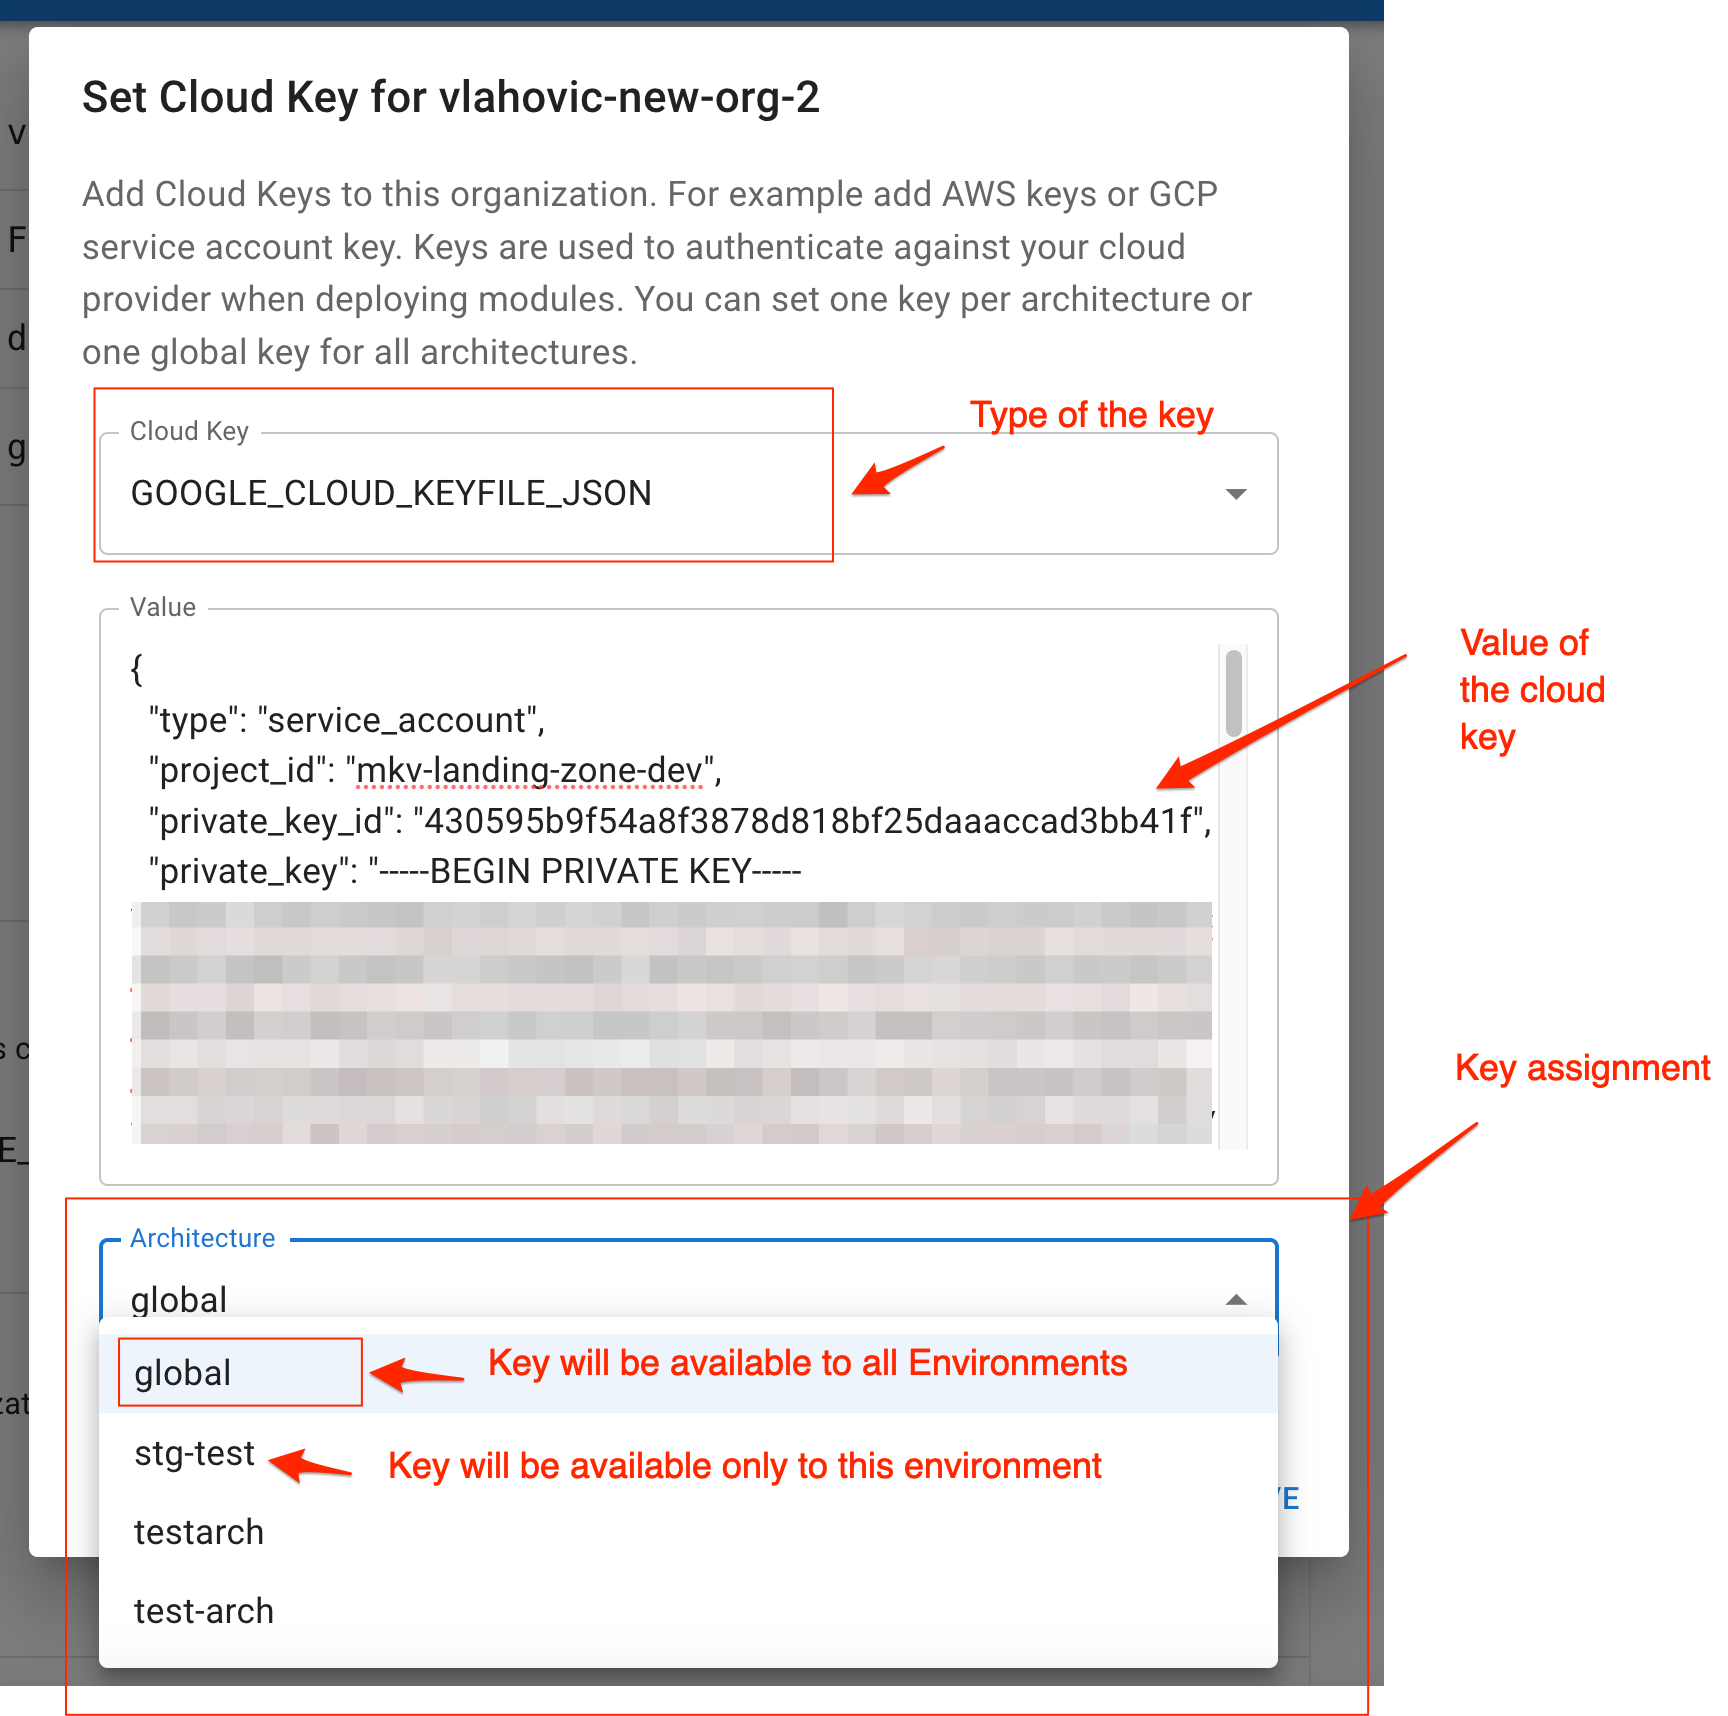 Set Cloud Key for vlahovic-new-org-2
Add Cloud Keys to this organization. For example add AWS keys or GCP
service account key. Keys are used to authenticate against your cloud
provider when deploying modules. You can set one key per architecture or
one global key for all architectures.
Type of the key
Cloud Key
GOOGLE_CLOUD_KEYFILE_JSON
Value
{
"type": "service_account",
"project_id": "mkv-landing-zone-dev",
"private_key_id": "430595b9f54a8f3878d818bf25daaaccad3bb41f",
"private_key": "-----BEGIN PRIVATE KEY-----
Value of
the cloud
key
Key assignment
Architecture
global
global
Key will be available to all Environments
stg-test
Key will be available only to this environment
testarch
test-arch